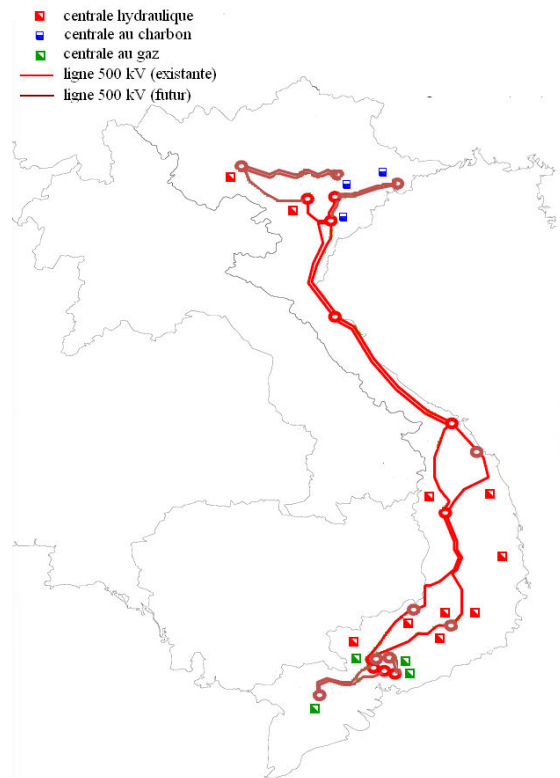 centrale hydraulique
centrale au charbon
centrale au gaz
ligne 500 kV (existante)
ligne 500 kV (futur)